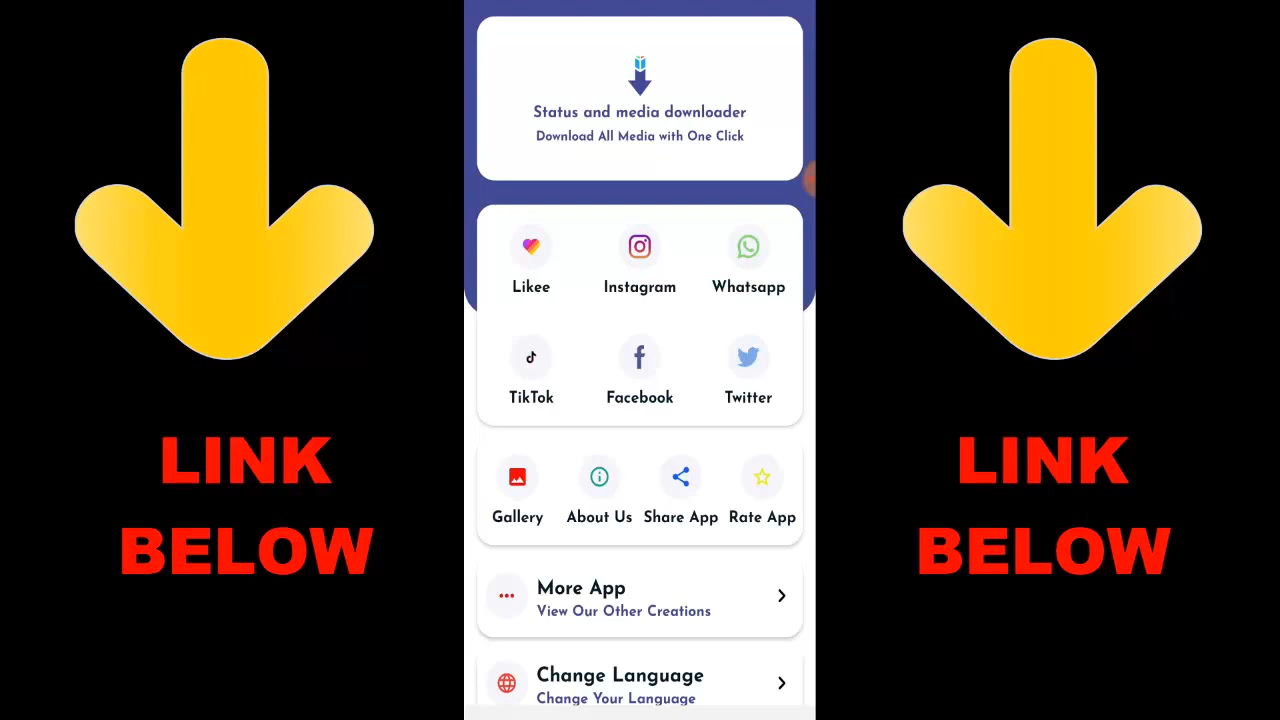 Status and media downloader
Download All Media with One Click
Likee Instagram Whatsapp
TikTok Facebook Twitter
Gallery About Us Share App Rate App
More App
View Our Other Creations
Change Language
Change Your Language
LINK
BELOW
LINK
BELOW